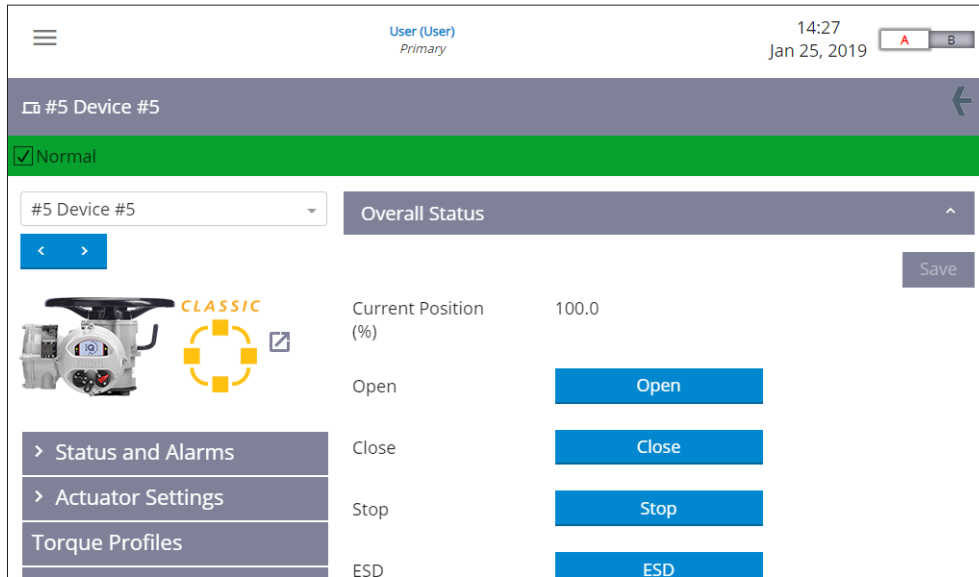 User (User)
Primary
14:27
Jan 25, 2019
A
B
#5 Device #5
Normal
#5 Device #5
Overall Status
Save
CLASSIC
IQ
Current Position
(%)
100.0
Open
Open
Status and Alarms
Close
Close
Actuator Settings
Stop
Stop
Torque Profiles
ESD
ESD